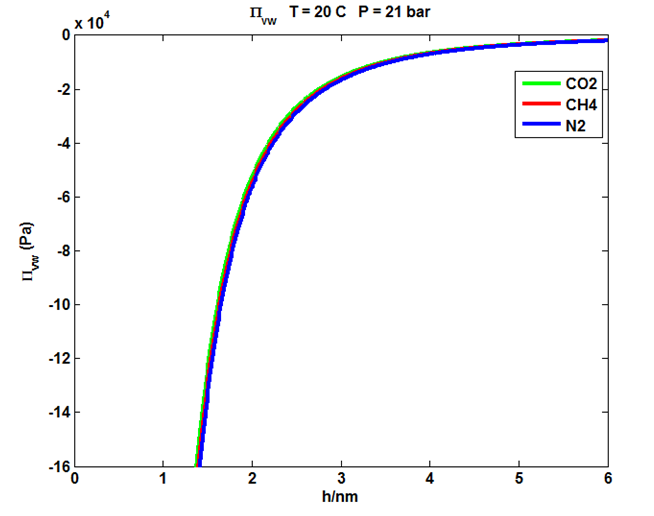 Π_vw T = 20 C P = 21 bar
x 10^4
0
-2
-4
-6
-8
-10
-12
-14
-16
Π_vw (Pa)
CO2
CH4
N2
0 1 2 3 4 5 6
h/nm